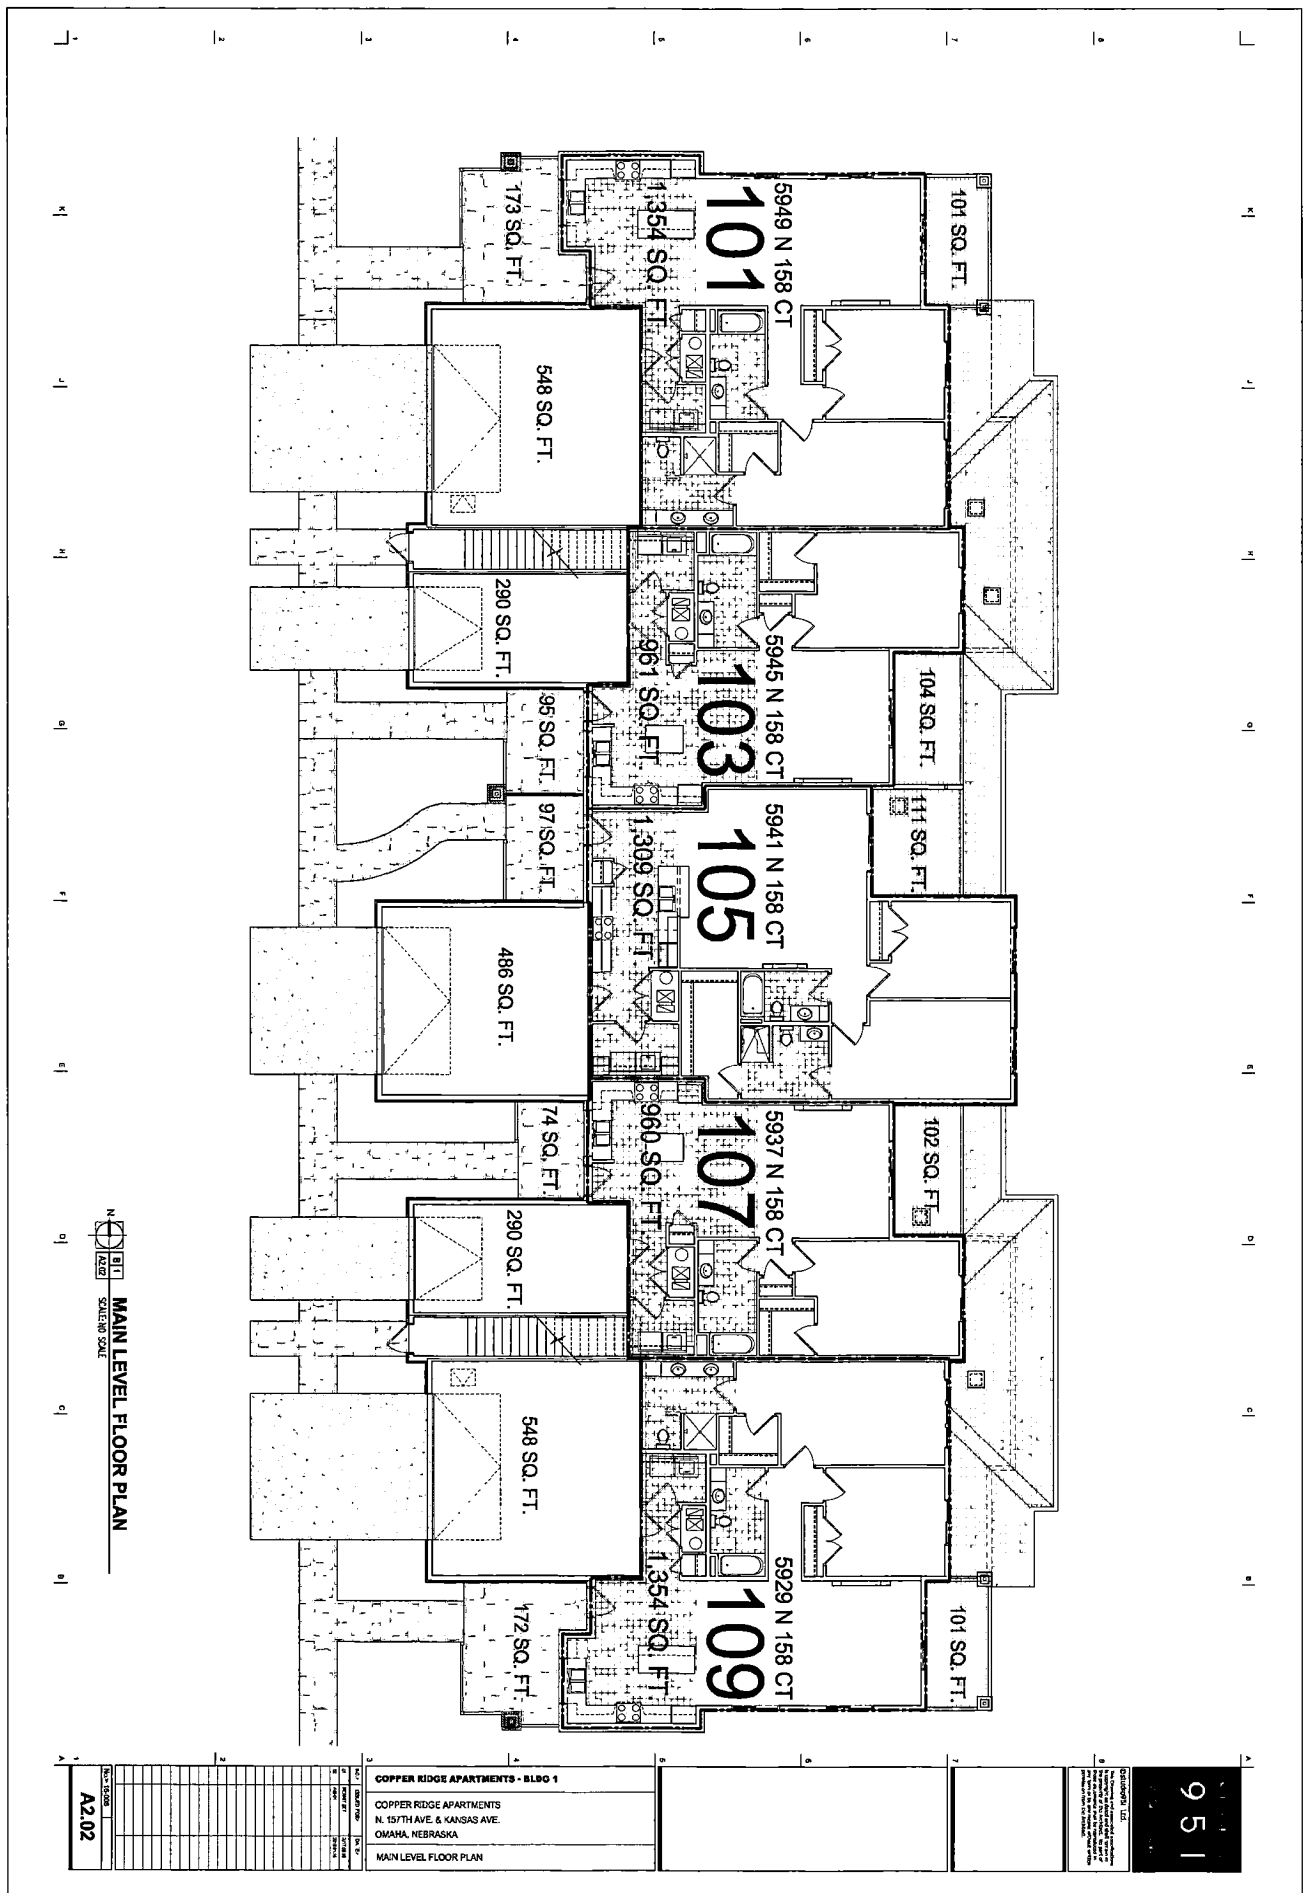 5949 N 158 CT
101
1,354 SQ. FT.
101 SQ. FT.
173 SQ. FT.
548 SQ. FT.
290 SQ. FT.
5945 N 158 CT
103
961 SQ. FT.
104 SQ. FT.
95 SQ. FT.
97 SQ. FT.
5941 N 158 CT
105
1,309 SQ. FT
111 SQ. FT.
486 SQ. FT.
74 SQ. FT.
5937 N 158 CT
107
960 SQ. FT
102 SQ. FT.
290 SQ. FT.
548 SQ. FT.
5929 N 158 CT
109
1,354 SQ. FT
101 SQ. FT.
172 SQ. FT.
N
B1
A2.02
MAIN LEVEL FLOOR PLAN
SCALE: NO SCALE
COPPER RIDGE APARTMENTS - BLDG 1
COPPER RIDGE APARTMENTS
N. 157TH AVE. & KANSAS AVE.
OMAHA, NEBRASKA
MAIN LEVEL FLOOR PLAN
A2.02
951